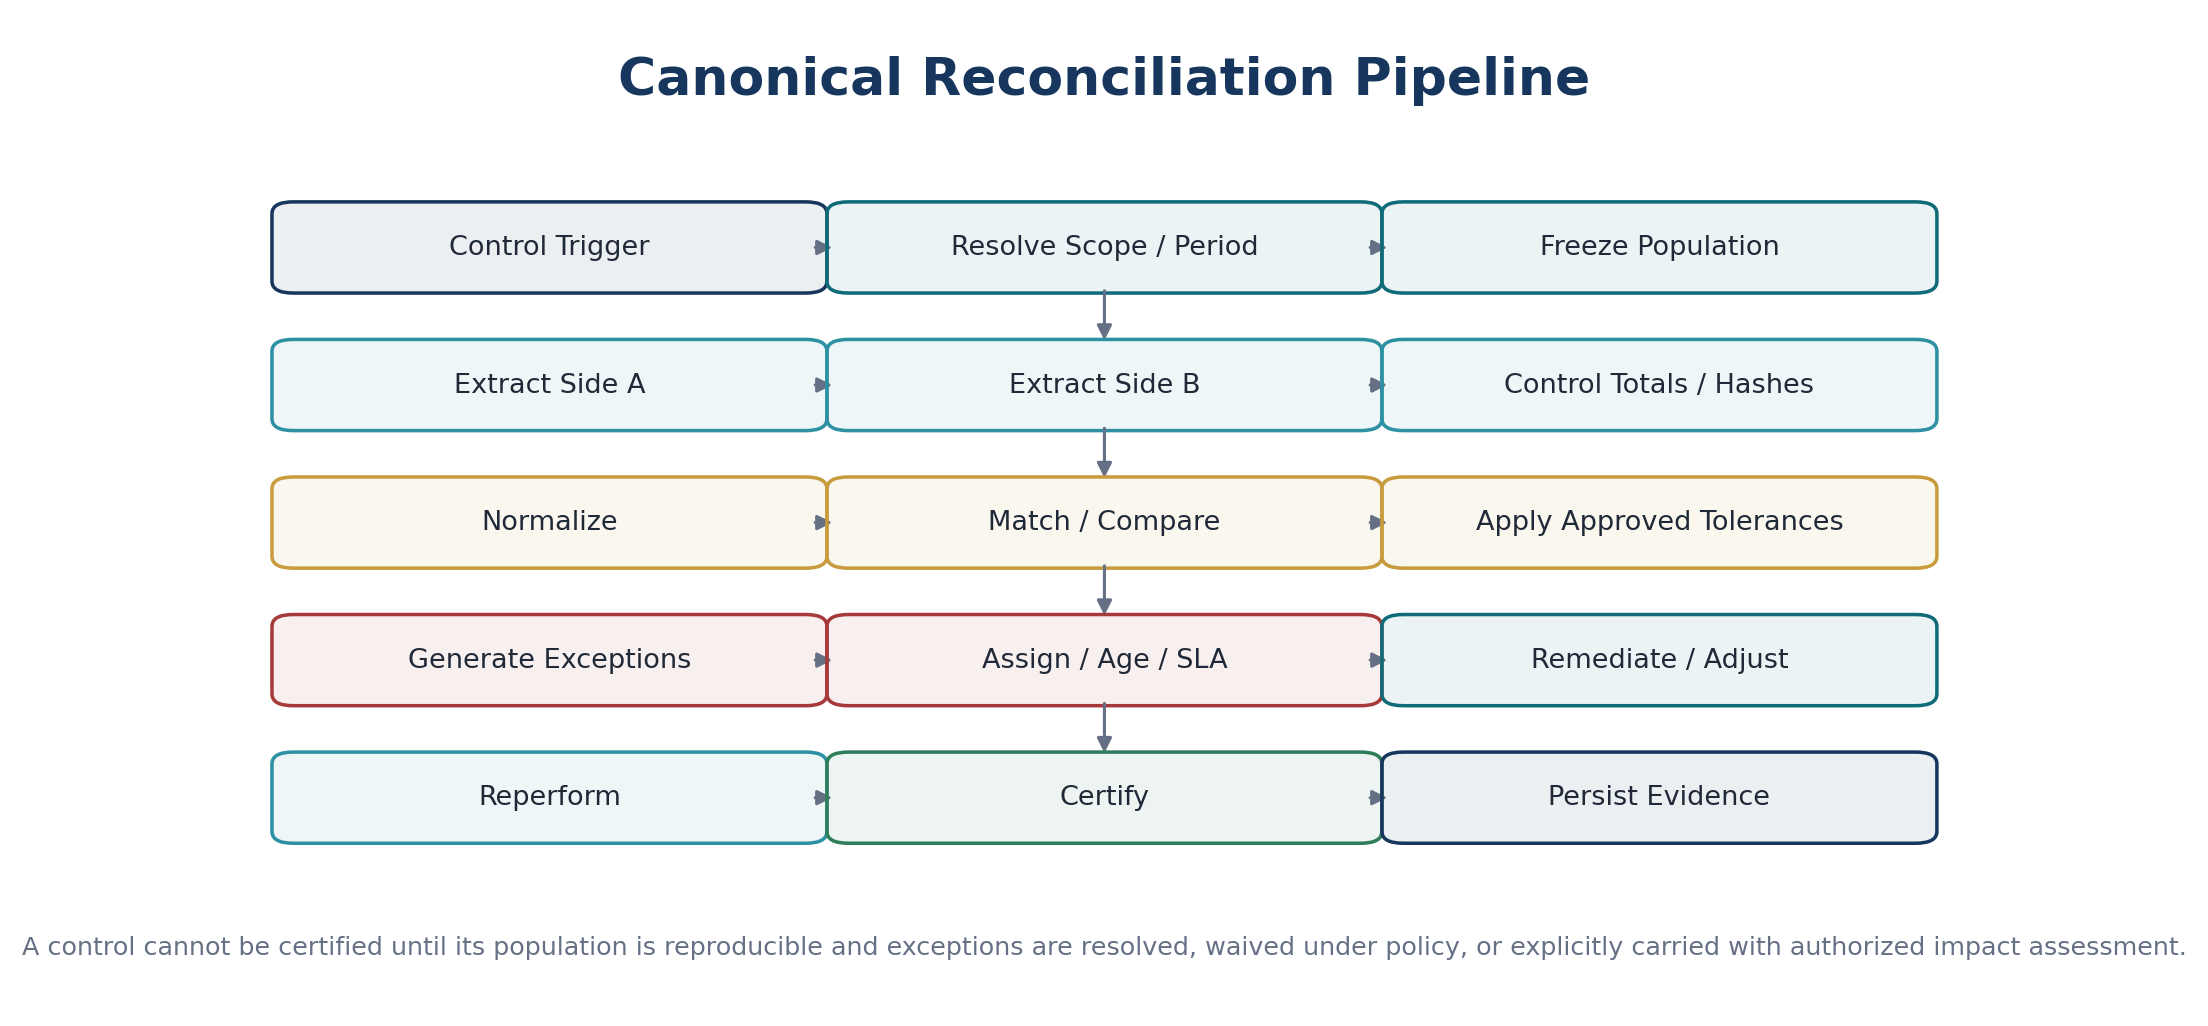 Canonical Reconciliation Pipeline
Control Trigger
Resolve Scope / Period
Freeze Population
Extract Side A
Extract Side B
Control Totals / Hashes
Normalize
Match / Compare
Apply Approved Tolerances
Generate Exceptions
Assign / Age / SLA
Remediate / Adjust
Reperform
Certify
Persist Evidence
A control cannot be certified until its population is reproducible and exceptions are resolved, waived under policy, or explicitly carried with authorized impact assessment.